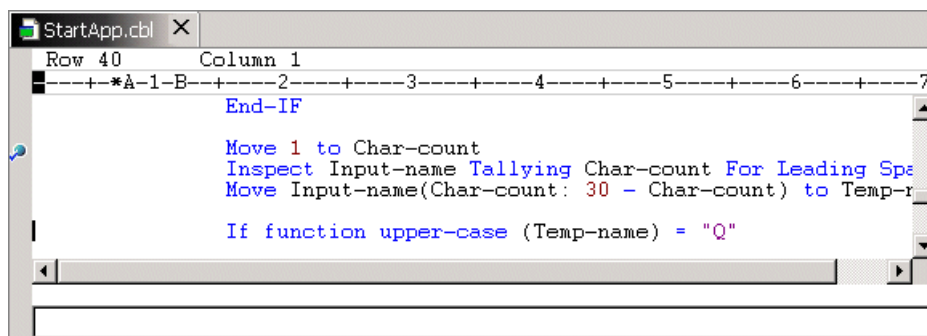 StartApp.cbl
Row 40 Column 1
----+-*A-1-B--+----2----+----3----+----4----+----5----+----6----+----7
End-IF
Move 1 to Char-count
Inspect Input-name Tallying Char-count For Leading Spa
Move Input-name(Char-count: 30 - Char-count) to Temp-n
If function upper-case (Temp-name) = "Q"